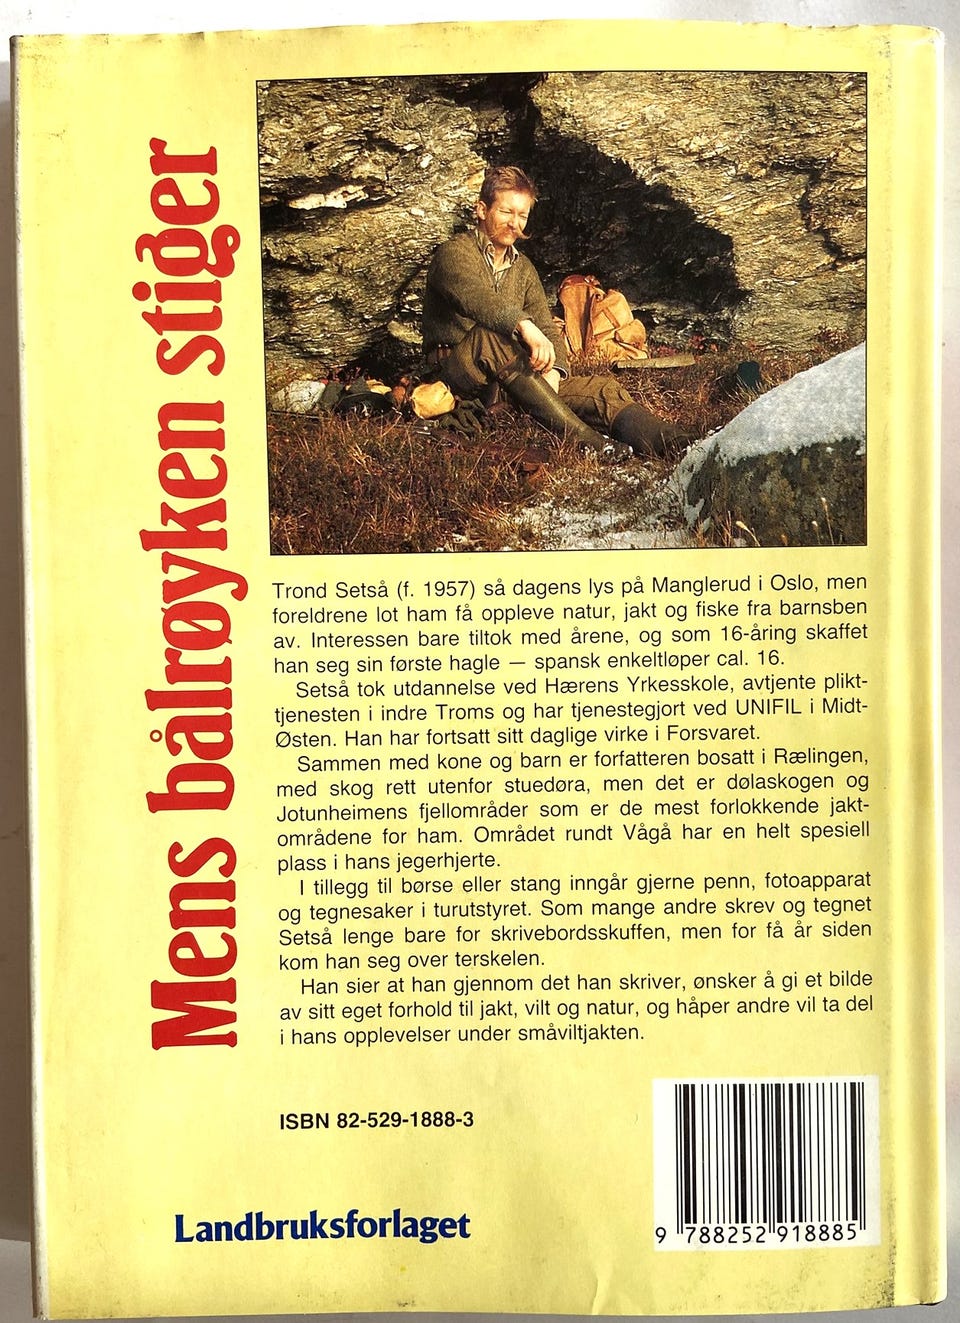 Mens bålrøyken stiger
Trond Setså (f. 1957) så dagens lys på Manglerud i Oslo, men
foreldrene lot ham få oppleve natur, jakt og fiske fra barnsben
av. Interessen bare tiltok med årene, og som 16-åring skaffet
han seg sin første hagle — spansk enkeltløper cal. 16.
Setså tok utdannelse ved Hærens Yrkesskole, avtjente plikt-
tjenesten i indre Troms og har tjenestegjort ved UNIFIL i Midt-
Østen. Han har fortsatt sitt daglige virke i Forsvaret.
Sammen med kone og barn er forfatteren bosatt i Rælingen,
med skog rett utenfor stuedøra, men det er dølaskogen og
Jotunheimens fjellområder som er de mest forlokkende jakt-
områdene for ham. Området rundt Vågå har en helt spesiell
plass i hans jegerhjerte.
I tillegg til børse eller stang inngår gjerne penn, fotoapparat
og tegnesaker i turutstyret. Som mange andre skrev og tegnet
Setså lenge bare for skrivebordsskuffen, men for få år siden
kom han seg over terskelen.
Han sier at han gjennom det han skriver, ønsker å gi et bilde
av sitt eget forhold til jakt, vilt og natur, og håper andre vil ta del
i hans opplevelser under småviltjakten.
ISBN 82-529-1888-3
Landbruksforlaget
9 788252 918885